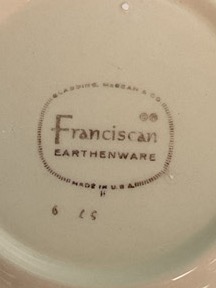 GLADDING, McBEAN & CO.
®®
Franciscan
EARTHENWARE
MADE IN U.S.A.